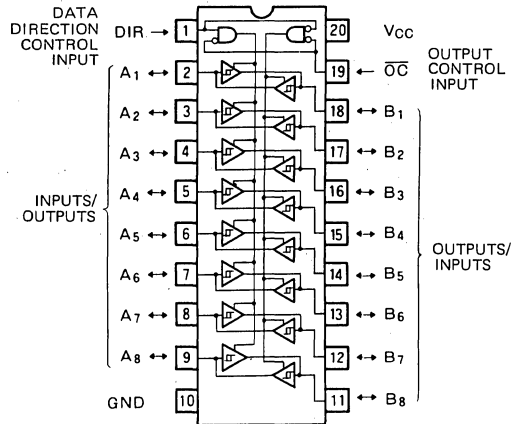 DATA
DIRECTION
CONTROL
INPUT
DIR → 1
20 VCC
19 ← O̅C̅ OUTPUT
CONTROL
INPUT
A1 ↔ 2
A2 ↔ 3
A3 ↔ 4
A4 ↔ 5
A5 ↔ 6
A6 ↔ 7
A7 ↔ 8
A8 ↔ 9
INPUTS/
OUTPUTS
GND 10
18 ↔ B1
17 ↔ B2
16 ↔ B3
15 ↔ B4
14 ↔ B5
13 ↔ B6
12 ↔ B7
11 ↔ B8
OUTPUTS/
INPUTS